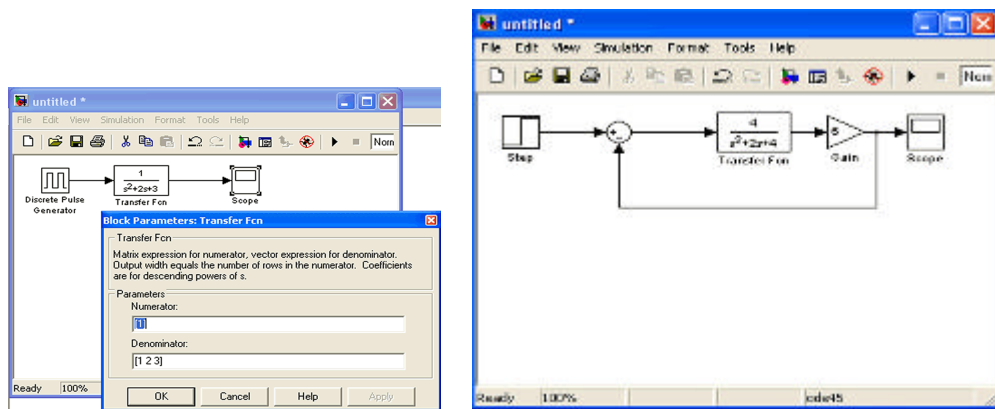 untitled *
File Edit View Simulation Format Tools Help
Norn
Discrete Pulse
Generator
1
s²+2s+3
Transfer Fcn
Scope
Block Parameters: Transfer Fcn
Transfer Fcn
Matrix expression for numerator, vector expression for denominator.
Output width equals the number of rows in the numerator. Coefficients
are for descending powers of s.
Parameters
Numerator:
[1]
Denominator:
[1 2 3]
OK Cancel Help Apply
Ready 100%
untitled *
File Edit View Simulation Format Tools Help
Nom
Step
4
s²+2s+4
Transfer Fcn
6
Gain
Scope
Ready 100% ode45